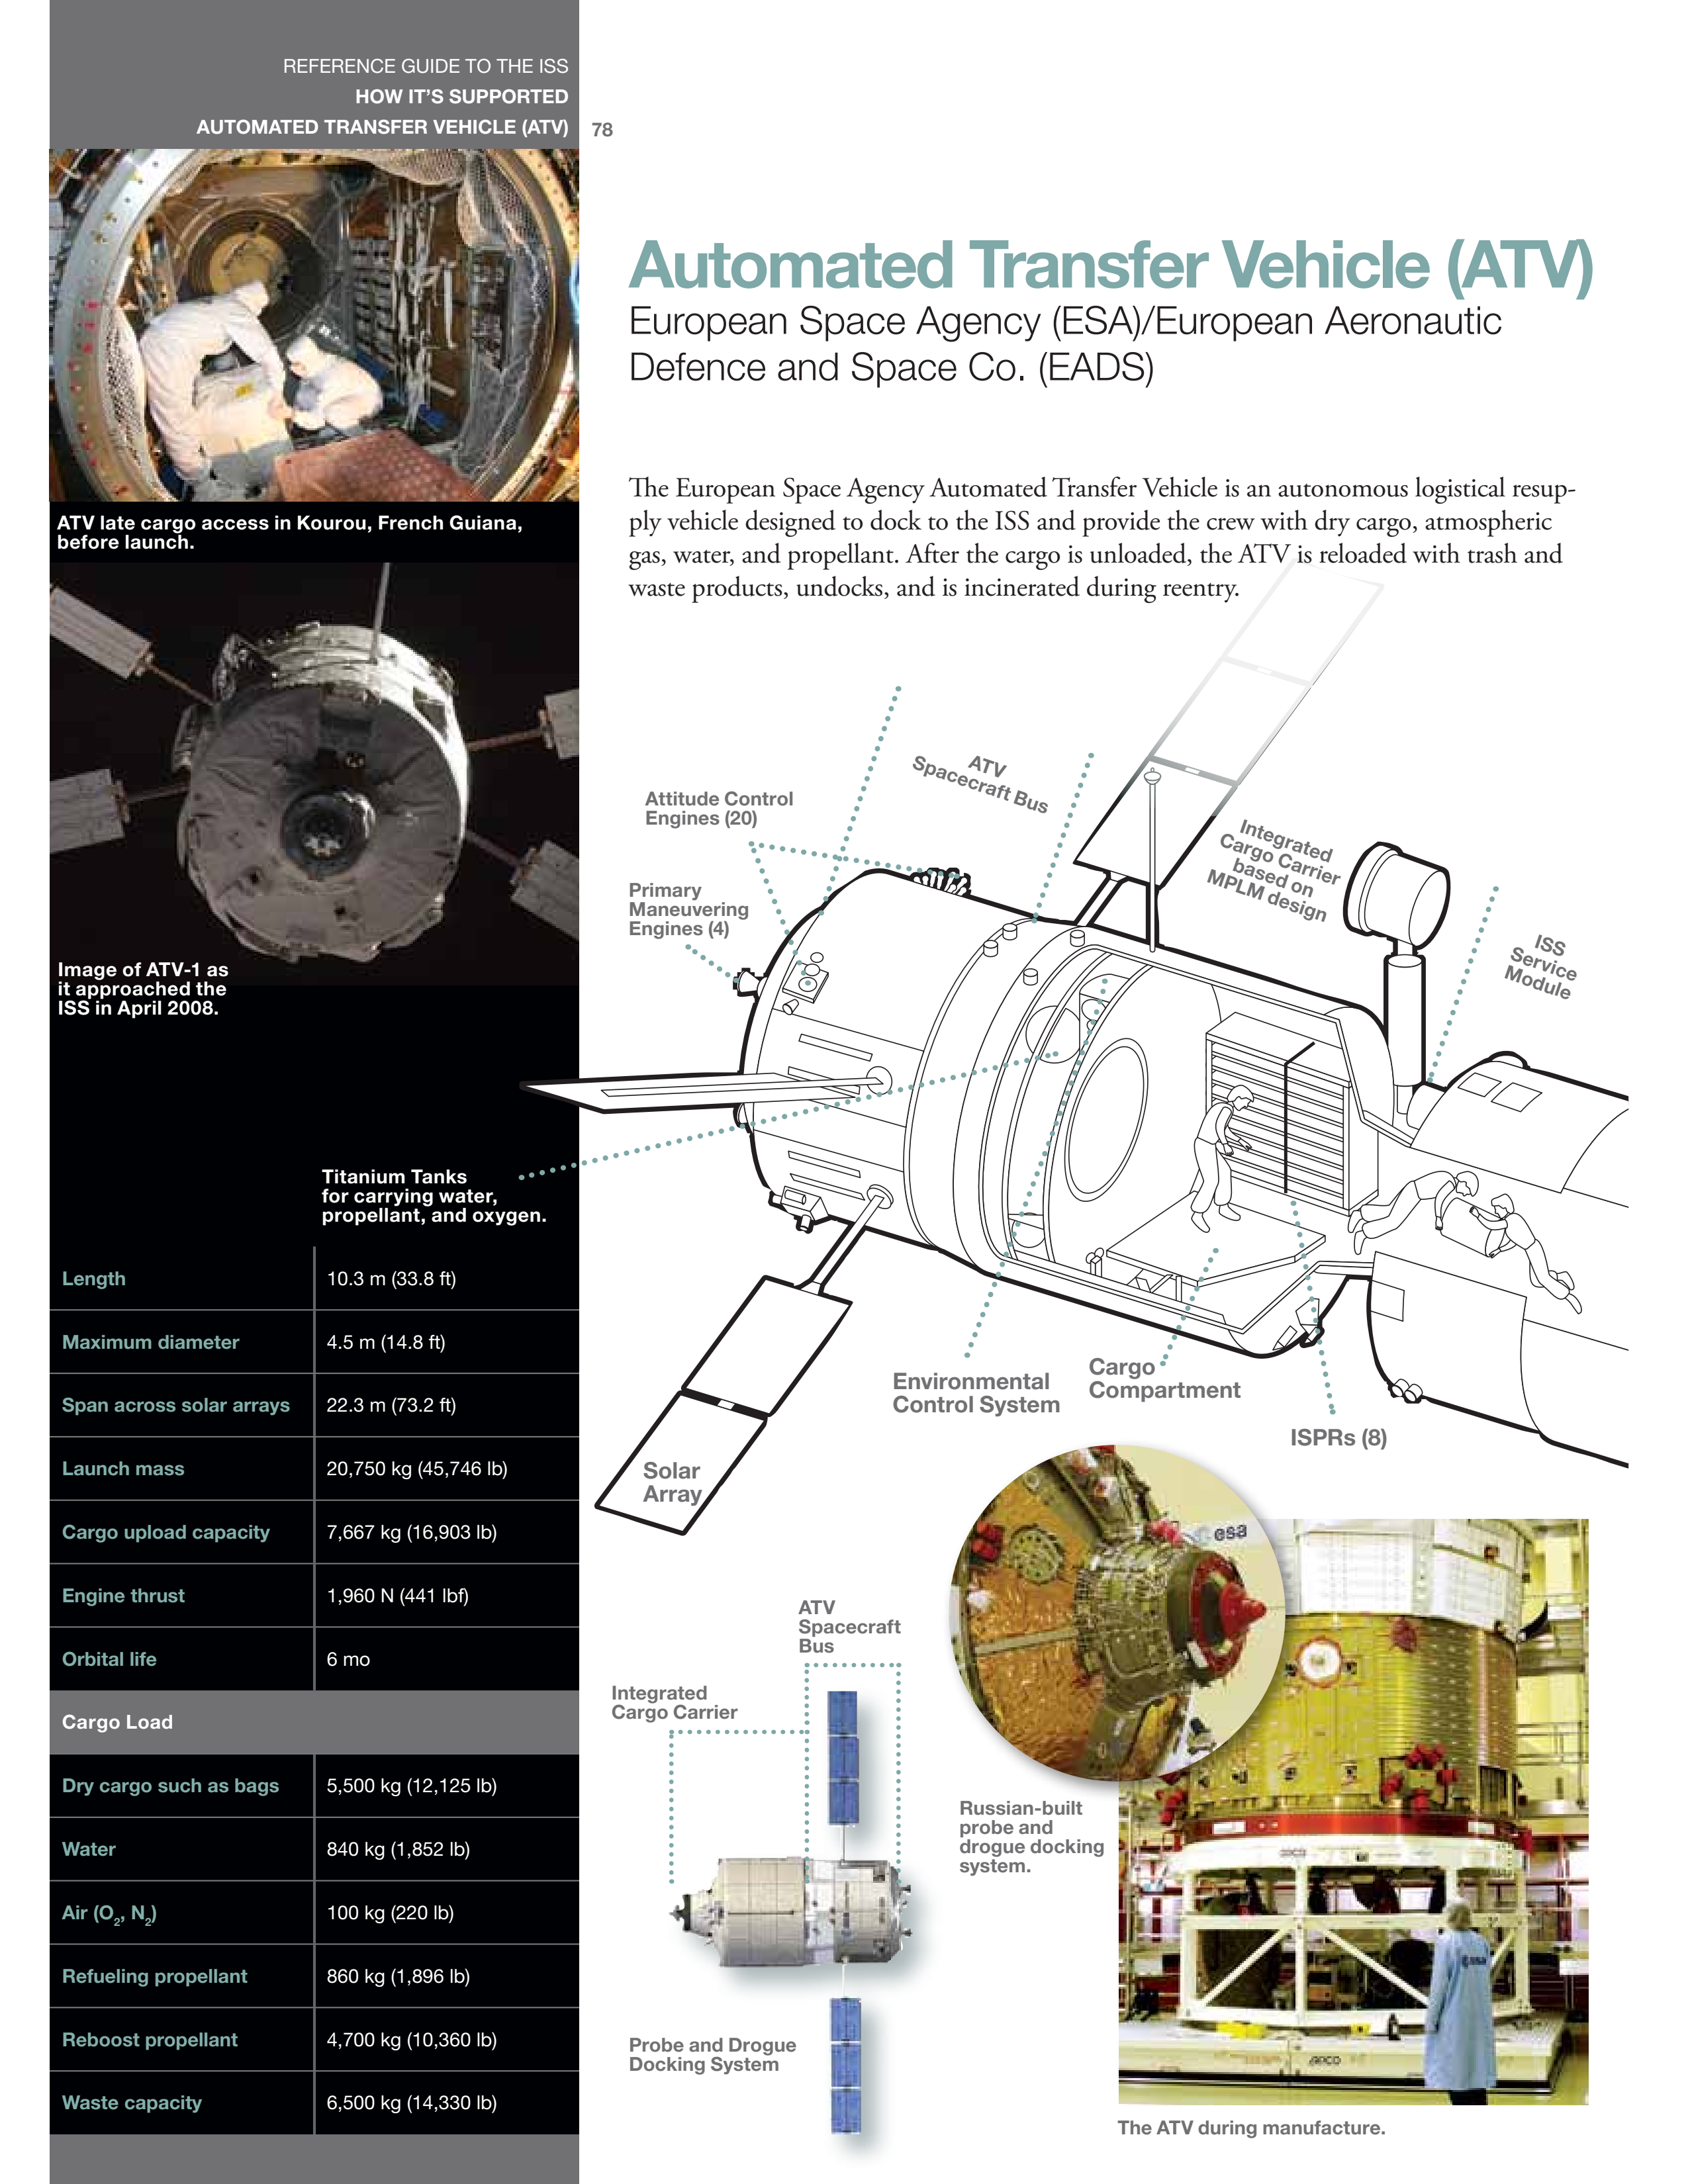 REFERENCE GUIDE TO THE ISS
HOW IT'S SUPPORTED
AUTOMATED TRANSFER VEHICLE (ATV)
78
ATV late cargo access in Kourou, French Guiana,
before launch.
Image of ATV-1 as
it approached the
ISS in April 2008.
Automated Transfer Vehicle (ATV)
European Space Agency (ESA)/European Aeronautic
Defence and Space Co. (EADS)
The European Space Agency Automated Transfer Vehicle is an autonomous logistical resup-
ply vehicle designed to dock to the ISS and provide the crew with dry cargo, atmospheric
gas, water, and propellant. After the cargo is unloaded, the ATV is reloaded with trash and
waste products, undocks, and is incinerated during reentry.
ATV
Spacecraft Bus
Attitude Control
Engines (20)
Primary
Maneuvering
Engines (4)
Integrated
Cargo Carrier
based on
MPLM design
ISS
Service
Module
Titanium Tanks
for carrying water,
propellant, and oxygen.
Environmental
Control System
Cargo
Compartment
ISPRs (8)
Solar
Array
Length 10.3 m (33.8 ft)
Maximum diameter 4.5 m (14.8 ft)
Span across solar arrays 22.3 m (73.2 ft)
Launch mass 20,750 kg (45,746 lb)
Cargo upload capacity 7,667 kg (16,903 lb)
Engine thrust 1,960 N (441 lbf)
Orbital life 6 mo
Cargo Load
Dry cargo such as bags 5,500 kg (12,125 lb)
Water 840 kg (1,852 lb)
Air (O₂, N₂) 100 kg (220 lb)
Refueling propellant 860 kg (1,896 lb)
Reboost propellant 4,700 kg (10,360 lb)
Waste capacity 6,500 kg (14,330 lb)
ATV
Spacecraft
Bus
Integrated
Cargo Carrier
Probe and Drogue
Docking System
esa
Russian-built
probe and
drogue docking
system.
esa
The ATV during manufacture.